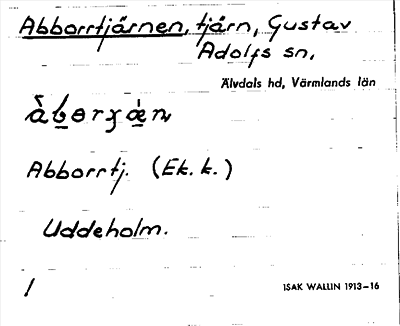 Abborrtjärnen, tjärn, Gustav
Adolfs sn,
Älvdals hd, Värmlands län
Abborrtj. (Ek. k.)
Uddeholm.
1
ISAK WALLIN 1913–16